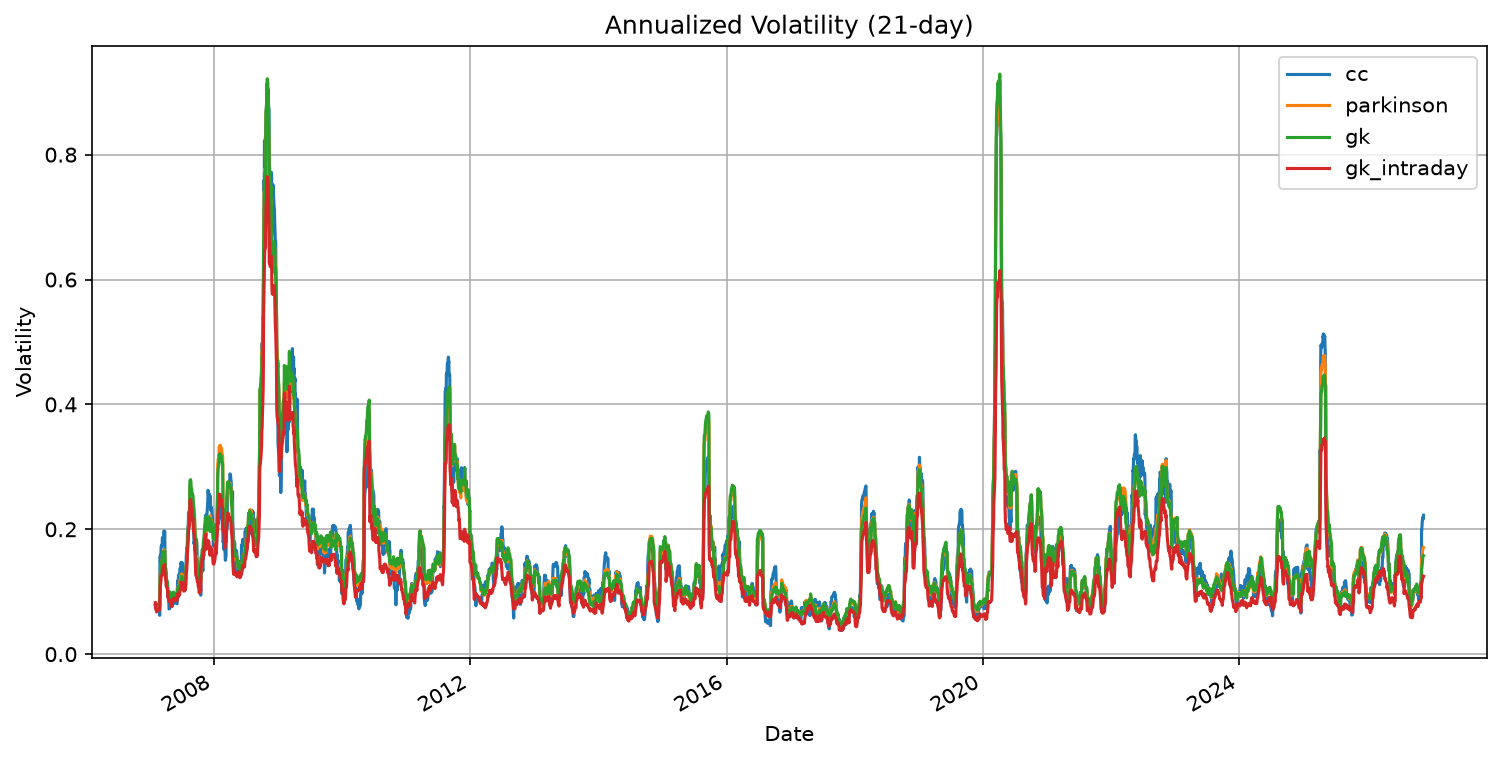 Annualized Volatility (21-day)
cc
parkinson
gk
gk_intraday
Volatility
0.8
0.6
0.4
0.2
0.0
2008
2012
2016
2020
2024
Date